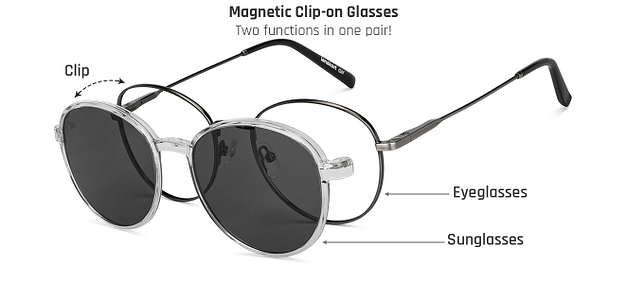 Magnetic Clip-on Glasses
Two functions in one pair!
Clip
Eyeglasses
Sunglasses